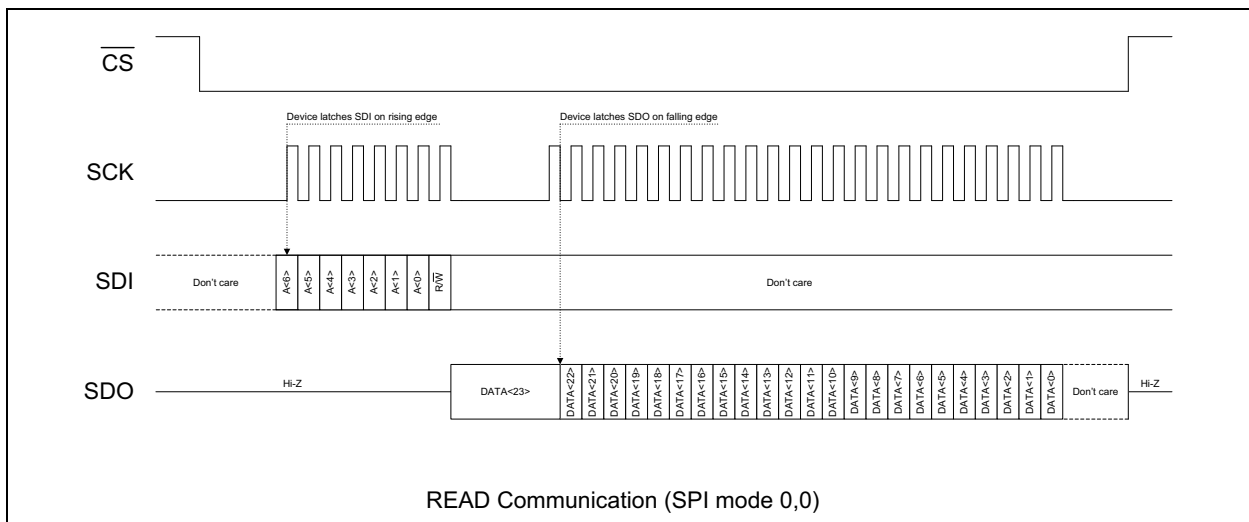 CS
Device latches SDI on rising edge
Device latches SDO on falling edge
SCK
SDI
Don't care
A<6>
A<5>
A<4>
A<3>
A<2>
A<1>
A<0>
R/W
Don't care
SDO
Hi-Z
DATA<23>
DATA<22>
DATA<21>
DATA<20>
DATA<19>
DATA<18>
DATA<17>
DATA<16>
DATA<15>
DATA<14>
DATA<13>
DATA<12>
DATA<11>
DATA<10>
DATA<9>
DATA<8>
DATA<7>
DATA<6>
DATA<5>
DATA<4>
DATA<3>
DATA<2>
DATA<1>
DATA<0>
Don't care
Hi-Z
READ Communication (SPI mode 0,0)